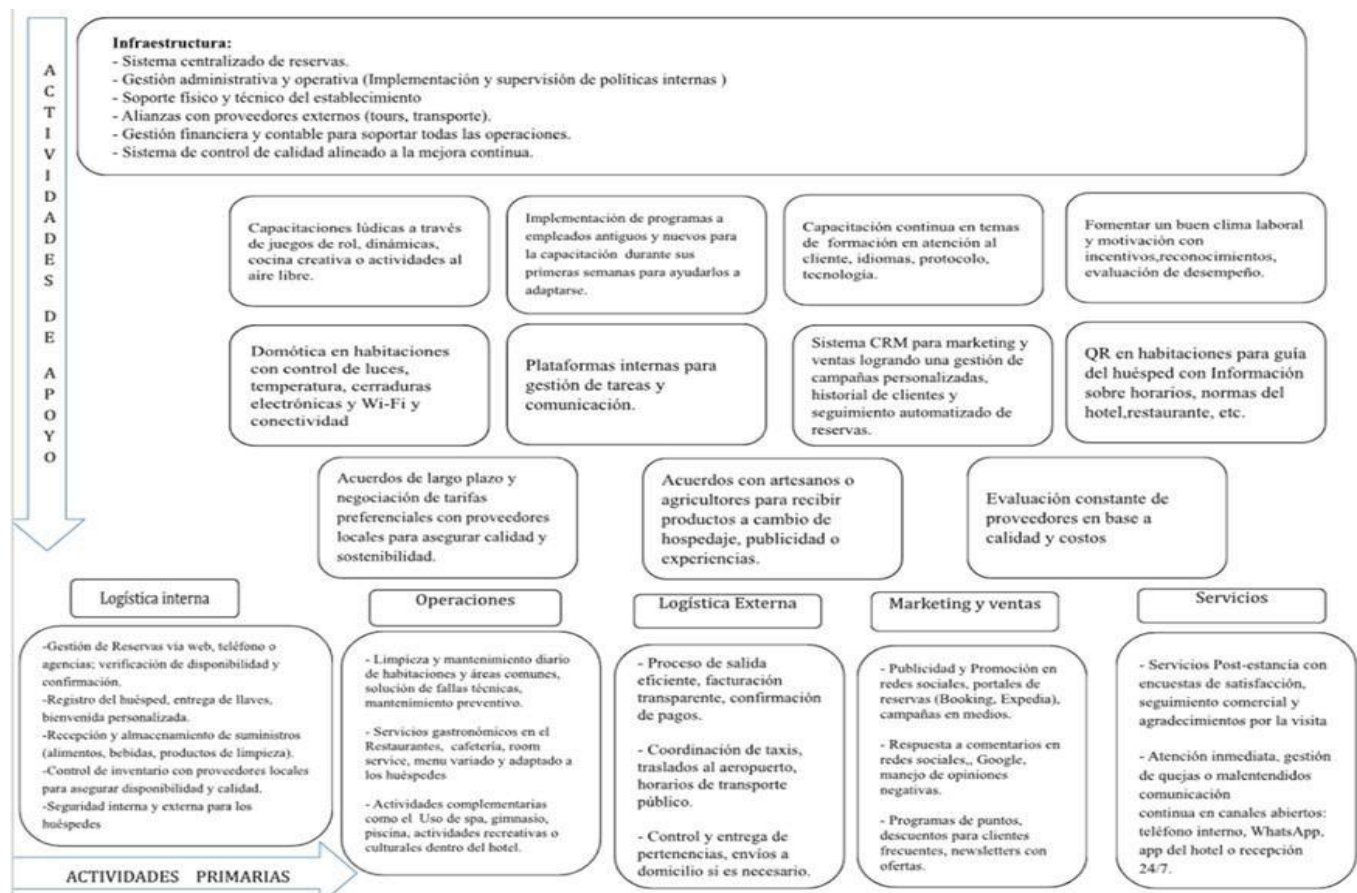 ACTIVIDADES DE APOYO
Infraestructura:
- Sistema centralizado de reservas.
- Gestión administrativa y operativa (Implementación y supervisión de políticas internas )
- Soporte físico y técnico del establecimiento
- Alianzas con proveedores externos (tours, transporte).
- Gestión financiera y contable para soportar todas las operaciones.
- Sistema de control de calidad alineado a la mejora continua.
Capacitaciones lúdicas a través
de juegos de rol, dinámicas,
cocina creativa o actividades al
aire libre.
Implementación de programas a
empleados antiguos y nuevos para
la capacitación durante sus
primeras semanas para ayudarlos a
adaptarse.
Capacitación continua en temas
de formación en atención al
cliente, idiomas, protocolo,
tecnología.
Fomentar un buen clima laboral
y motivación con
incentivos,reconocimientos,
evaluación de desempeño.
Domótica en habitaciones
con control de luces,
temperatura, cerraduras
electrónicas y Wi-Fi y
conectividad
Plataformas internas para
gestión de tareas y
comunicación.
Sistema CRM para marketing y
ventas logrando una gestión de
campañas personalizadas,
historial de clientes y
seguimiento automatizado de
reservas.
QR en habitaciones para guía
del huésped con Información
sobre horarios, normas del
hotel,restaurante, etc.
Acuerdos de largo plazo y
negociación de tarifas
preferenciales con proveedores
locales para asegurar calidad y
sostenibilidad.
Acuerdos con artesanos o
agricultores para recibir
productos a cambio de
hospedaje, publicidad o
experiencias.
Evaluación constante de
proveedores en base a
calidad y costos
Logística interna
-Gestión de Reservas vía web, teléfono o
agencias; verificación de disponibilidad y
confirmación.
-Registro del huésped, entrega de llaves,
bienvenida personalizada.
-Recepción y almacenamiento de suministros
(alimentos, bebidas, productos de limpieza).
-Control de inventario con proveedores locales
para asegurar disponibilidad y calidad.
-Seguridad interna y externa para los
huéspedes
Operaciones
- Limpieza y mantenimiento diario
de habitaciones y áreas comunes,
solución de fallas técnicas,
mantenimiento preventivo.
- Servicios gastronómicos en el
Restaurantes, cafetería, room
service, menu variado y adaptado a
los huéspedes
- Actividades complementarias
como el Uso de spa, gimnasio,
piscina, actividades recreativas o
culturales dentro del hotel.
Logística Externa
- Proceso de salida
eficiente, facturación
transparente, confirmación
de pagos.
- Coordinación de taxis,
traslados al aeropuerto,
horarios de transporte
público.
- Control y entrega de
pertenencias, envíos a
domicilio si es necesario.
Marketing y ventas
- Publicidad y Promoción en
redes sociales, portales de
reservas (Booking, Expedia),
campañas en medios.
- Respuesta a comentarios en
redes sociales,, Google,
manejo de opiniones
negativas.
- Programas de puntos,
descuentos para clientes
frecuentes, newsletters con
ofertas.
Servicios
- Servicios Post-estancia con
encuestas de satisfacción,
seguimiento comercial y
agradecimientos por la visita
- Atención inmediata, gestión
de quejas o malentendidos
comunicación
continua en canales abiertos:
teléfono interno, WhatsApp,
app del hotel o recepción
24/7.
ACTIVIDADES PRIMARIAS